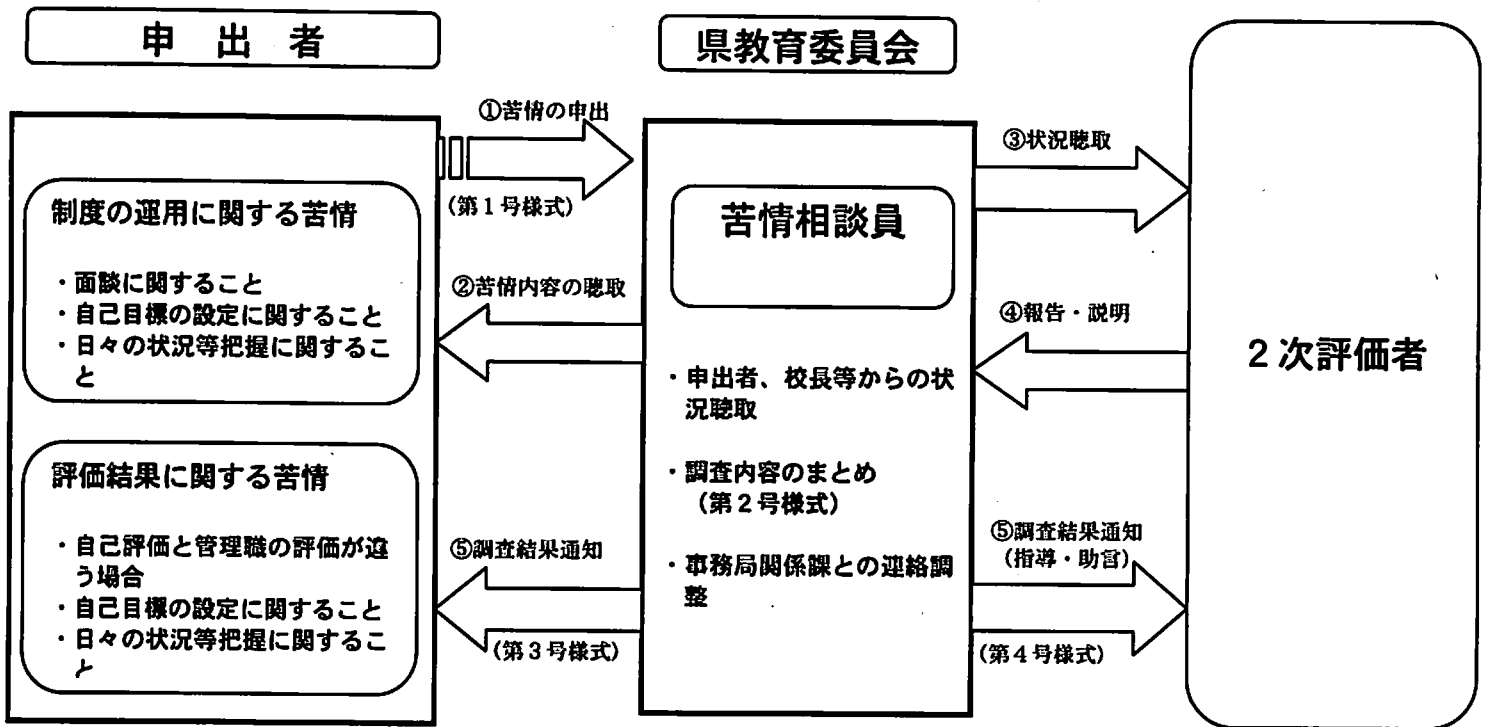 申出者
県教育委員会
制度の運用に関する苦情
・面談に関すること
・自己目標の設定に関すること
・日々の状況等把握に関するこ
と
評価結果に関する苦情
・自己評価と管理職の評価が違
う場合
・自己目標の設定に関すること
・日々の状況等把握に関するこ
と
①苦情の申出
(第1号様式)
②苦情内容の聴取
⑤調査結果通知
(第3号様式)
苦情相談員
・申出者、校長等からの状
況聴取
・調査内容のまとめ
(第2号様式)
・事務局関係課との連絡調
整
③状況聴取
④報告・説明
⑤調査結果通知
(指導・助言)
(第4号様式)
2次評価者